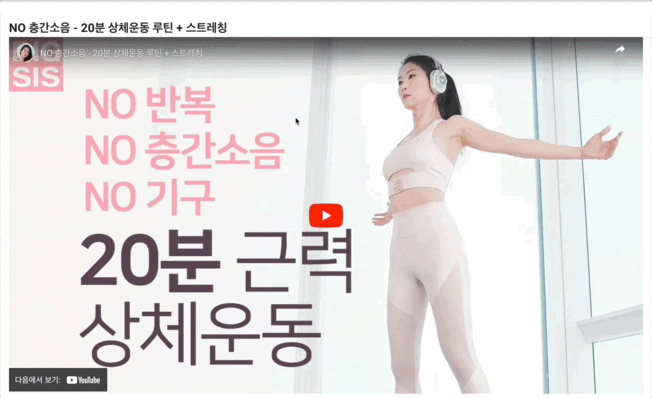 NO 층간소음 - 20분 상체운동 루틴 + 스트레칭
NO 층간소음 - 20분 상체운동 루틴 + 스트레칭
BIG
SIS
NO 반복
NO 층간소음
NO 기구
20분 근력
상체운동
다음에서 보기: YouTube